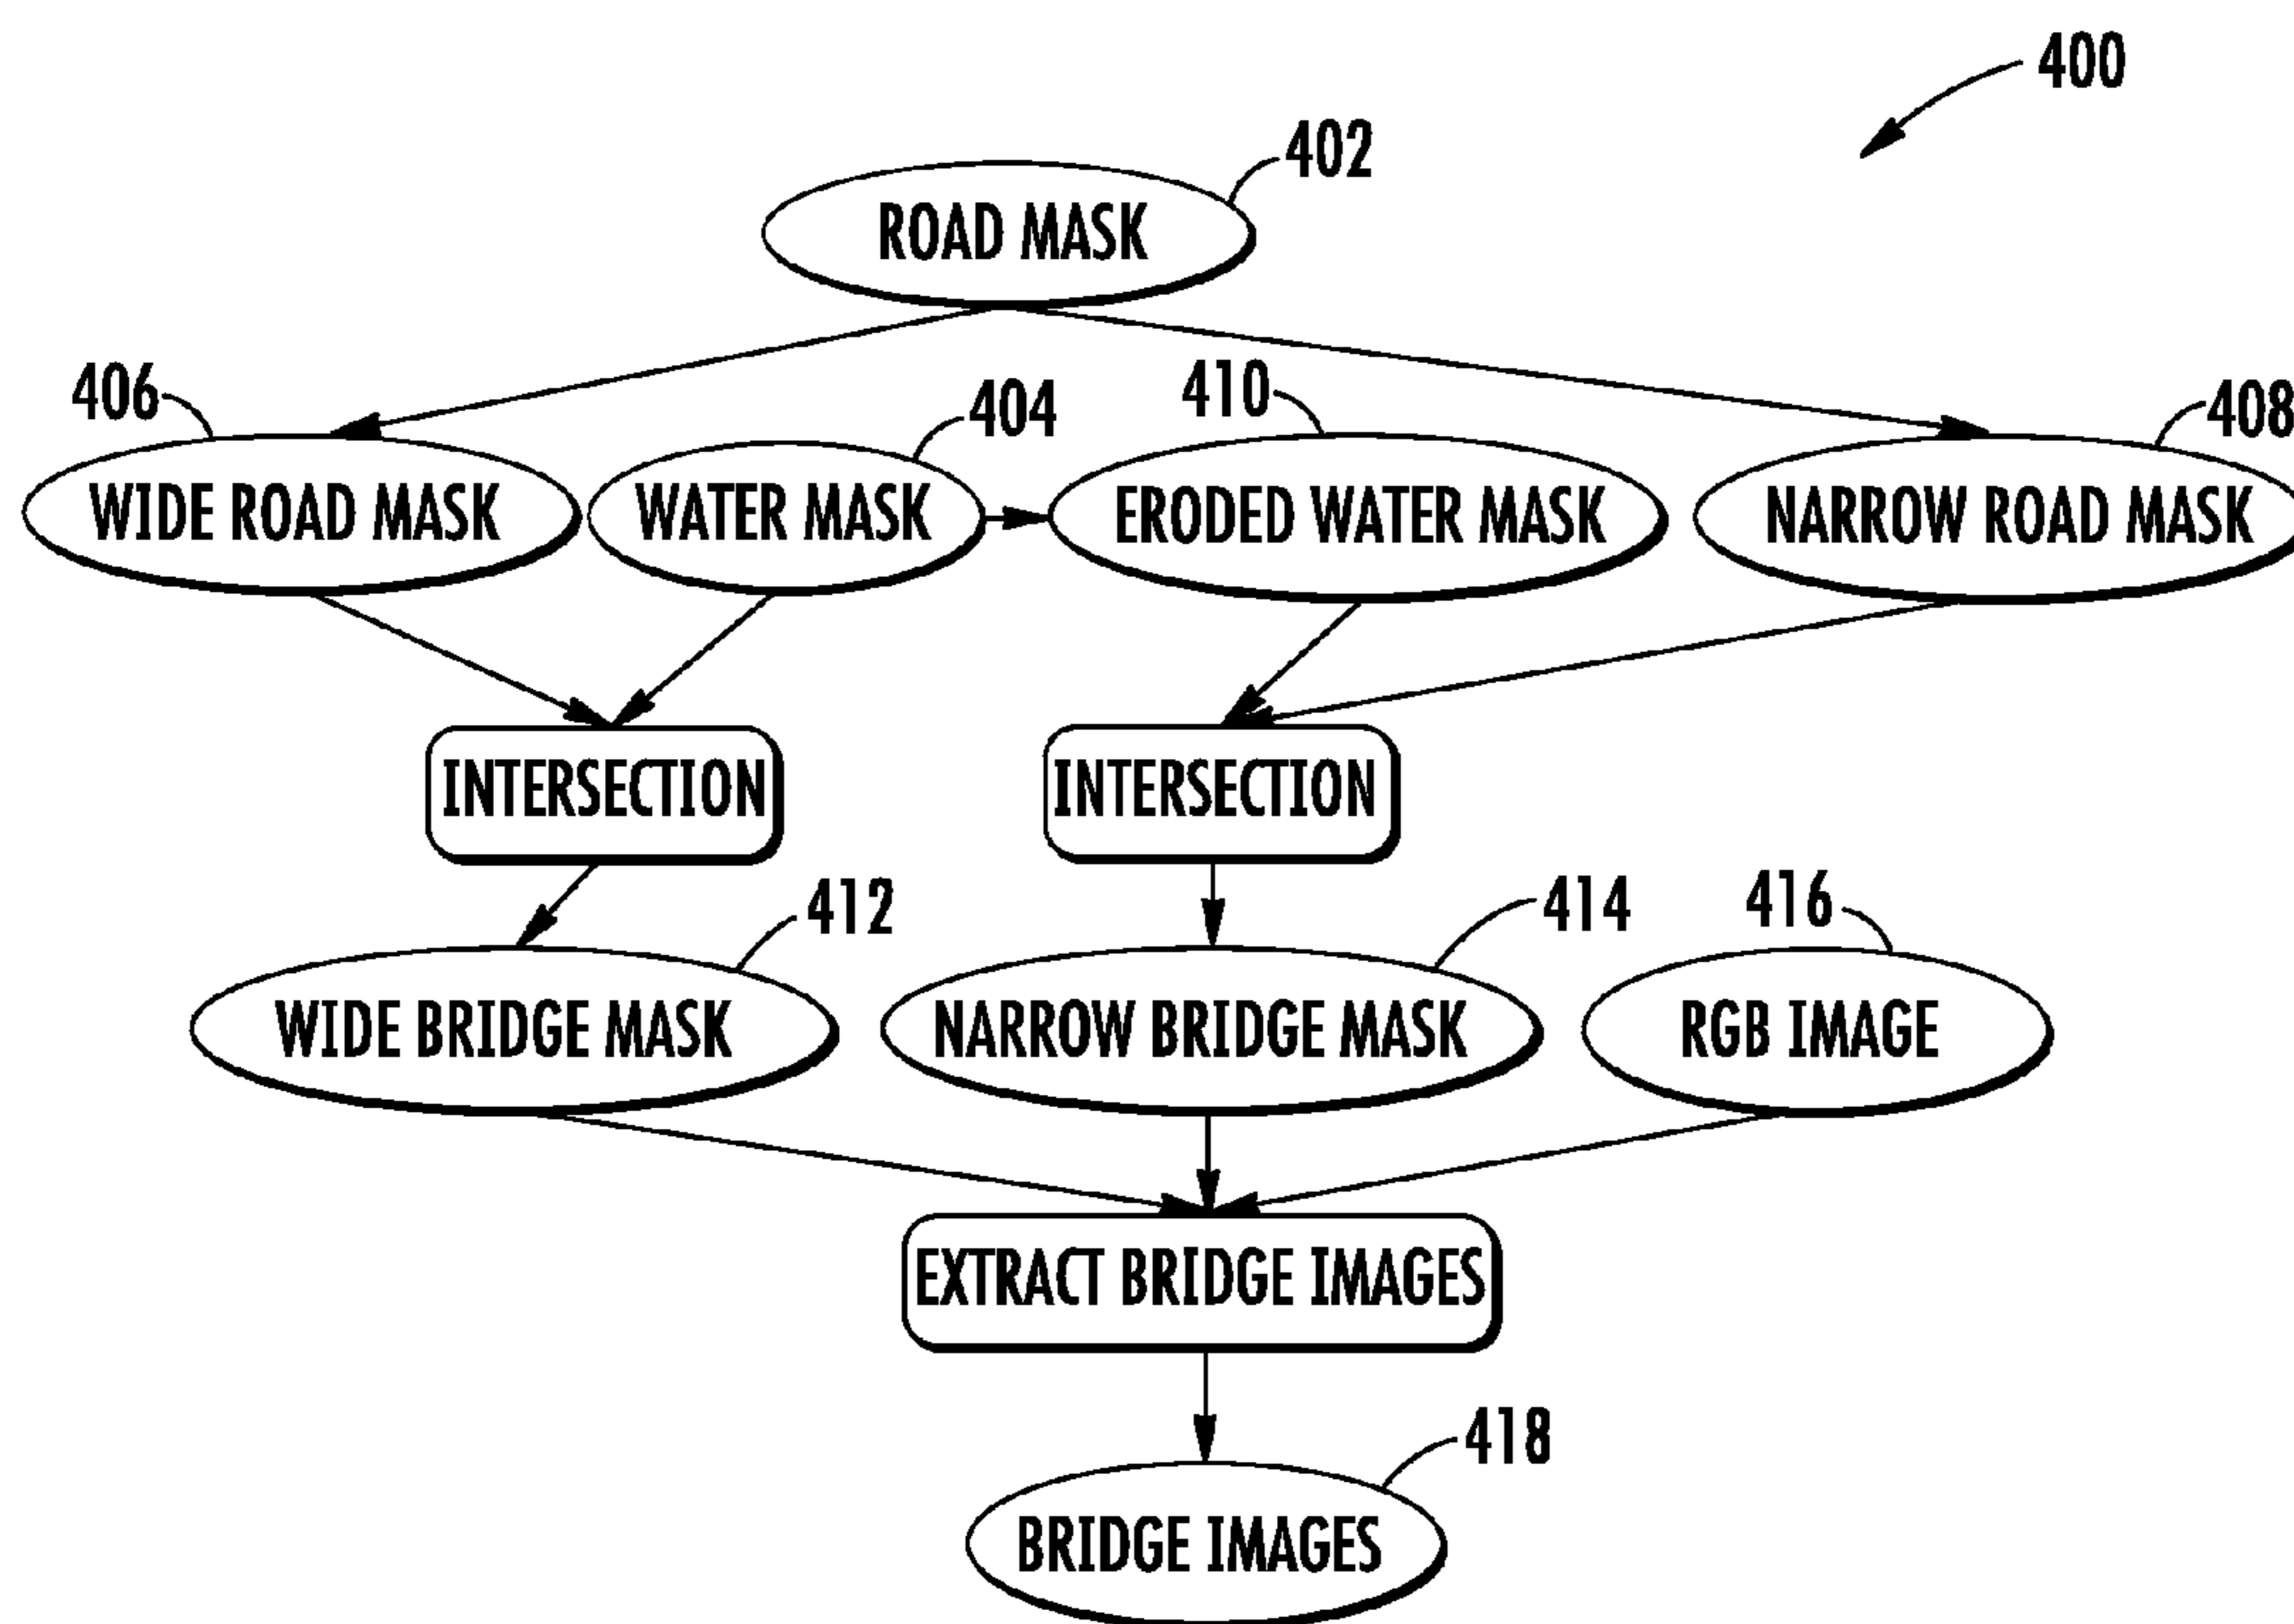 400
402
ROAD MASK
406
404
410
408
WIDE ROAD MASK
WATER MASK
ERODED WATER MASK
NARROW ROAD MASK
INTERSECTION
INTERSECTION
412
414
416
WIDE BRIDGE MASK
NARROW BRIDGE MASK
RGB IMAGE
EXTRACT BRIDGE IMAGES
418
BRIDGE IMAGES